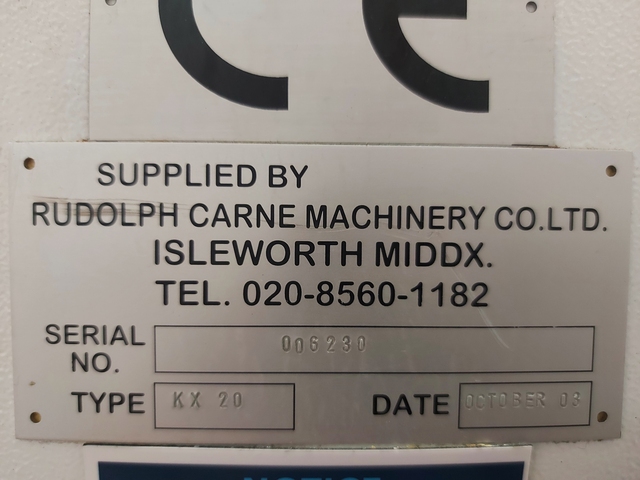 CE
SUPPLIED BY
RUDOLPH CARNE MACHINERY CO.LTD.
ISLEWORTH MIDDX.
TEL. 020-8560-1182
SERIAL NO. 006230
TYPE KX 20 DATE OCTOBER 03
NOTICE